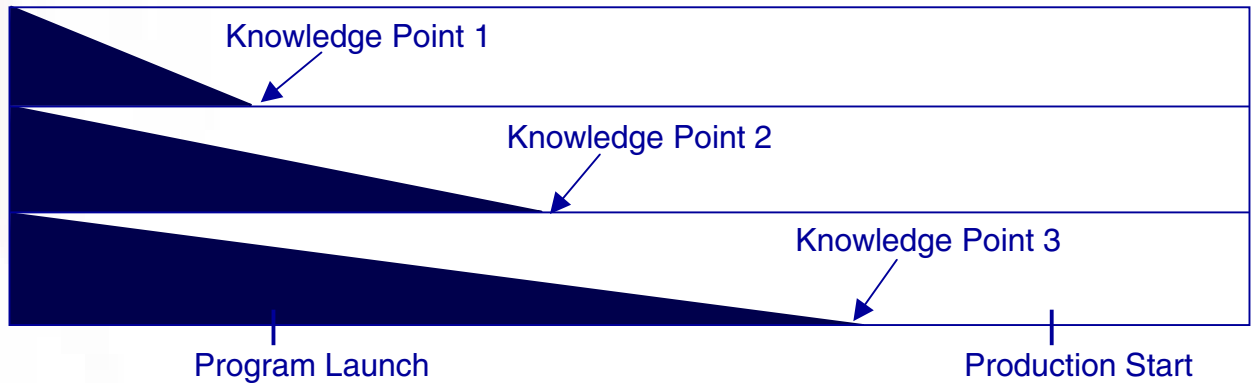 Knowledge Point 1
Knowledge Point 2
Knowledge Point 3
Program Launch
Production Start